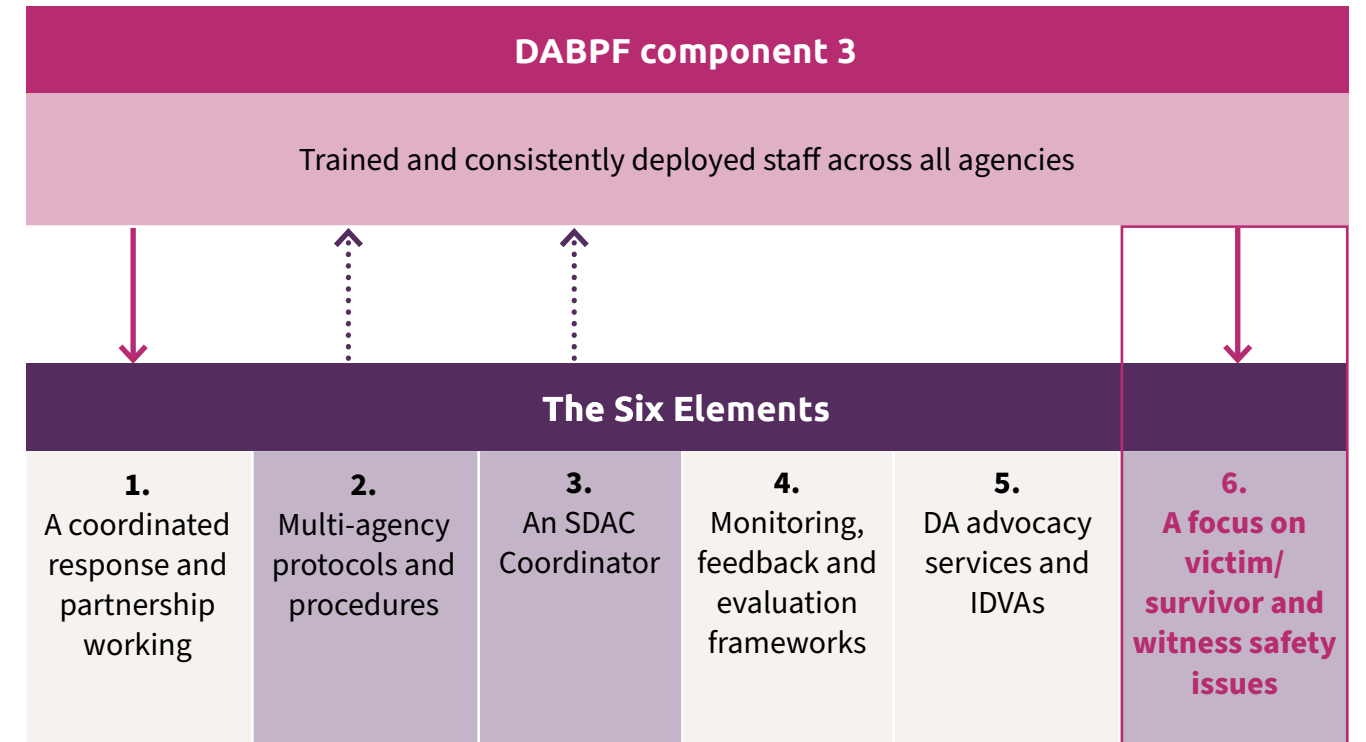 DABPF component 3
Trained and consistently deployed staff across all agencies
The Six Elements
1.
A coordinated
response and
partnership
working
2.
Multi-agency
protocols and
procedures
3.
An SDAC
Coordinator
4.
Monitoring,
feedback and
evaluation
frameworks
5.
DA advocacy
services and
IDVAs
6.
A focus on
victim/
survivor and
witness safety
issues